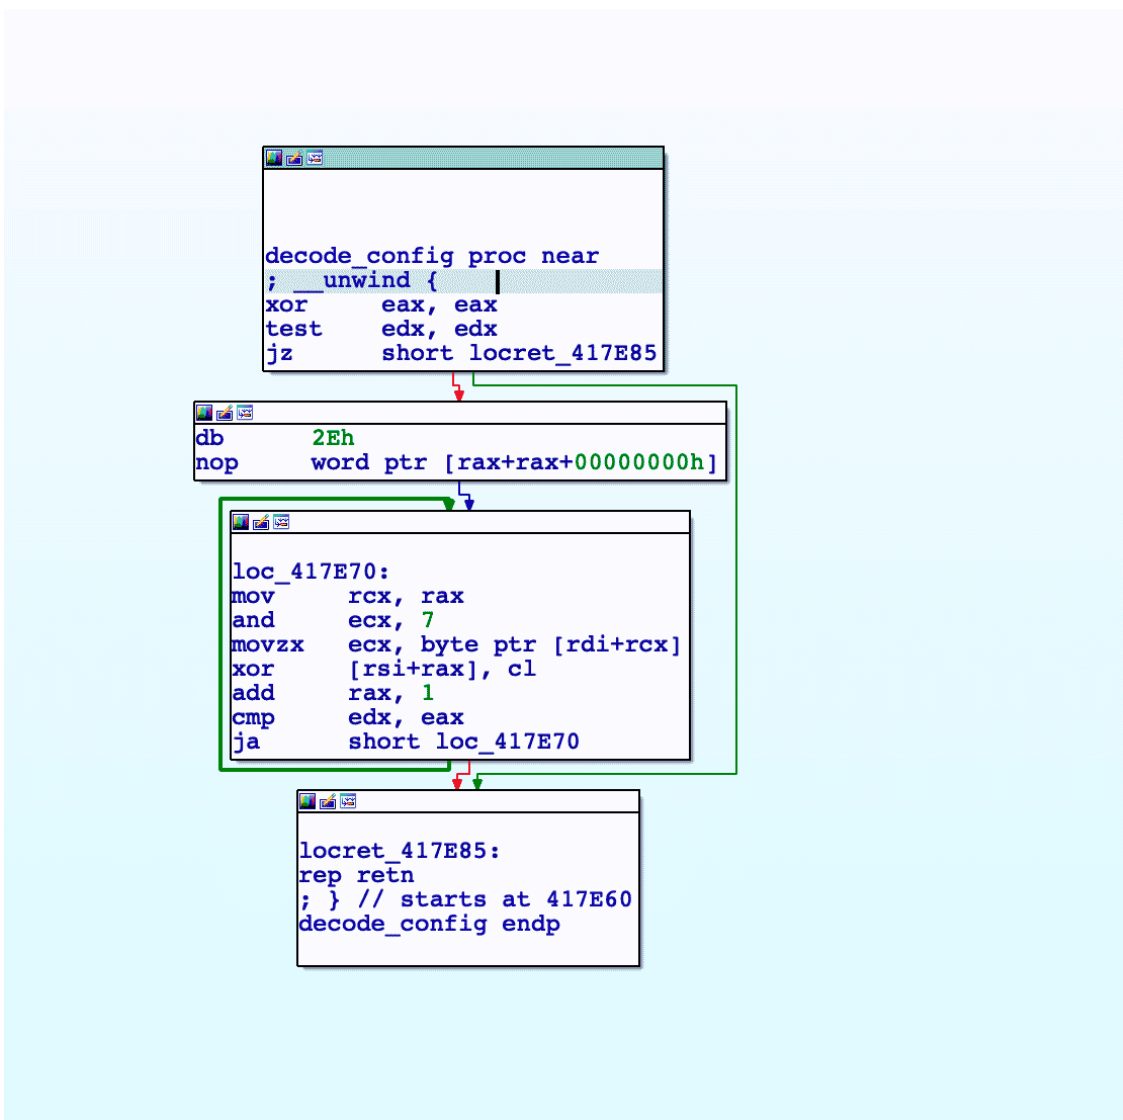 decode_config proc near
; __unwind {
xor     eax, eax
test    edx, edx
jz      short locret_417E85
db      2Eh
nop     word ptr [rax+rax+00000000h]
loc_417E70:
mov     rcx, rax
and     ecx, 7
movzx   ecx, byte ptr [rdi+rcx]
xor     [rsi+rax], cl
add     rax, 1
cmp     edx, eax
ja      short loc_417E70
locret_417E85:
rep retn
; } // starts at 417E60
decode_config endp